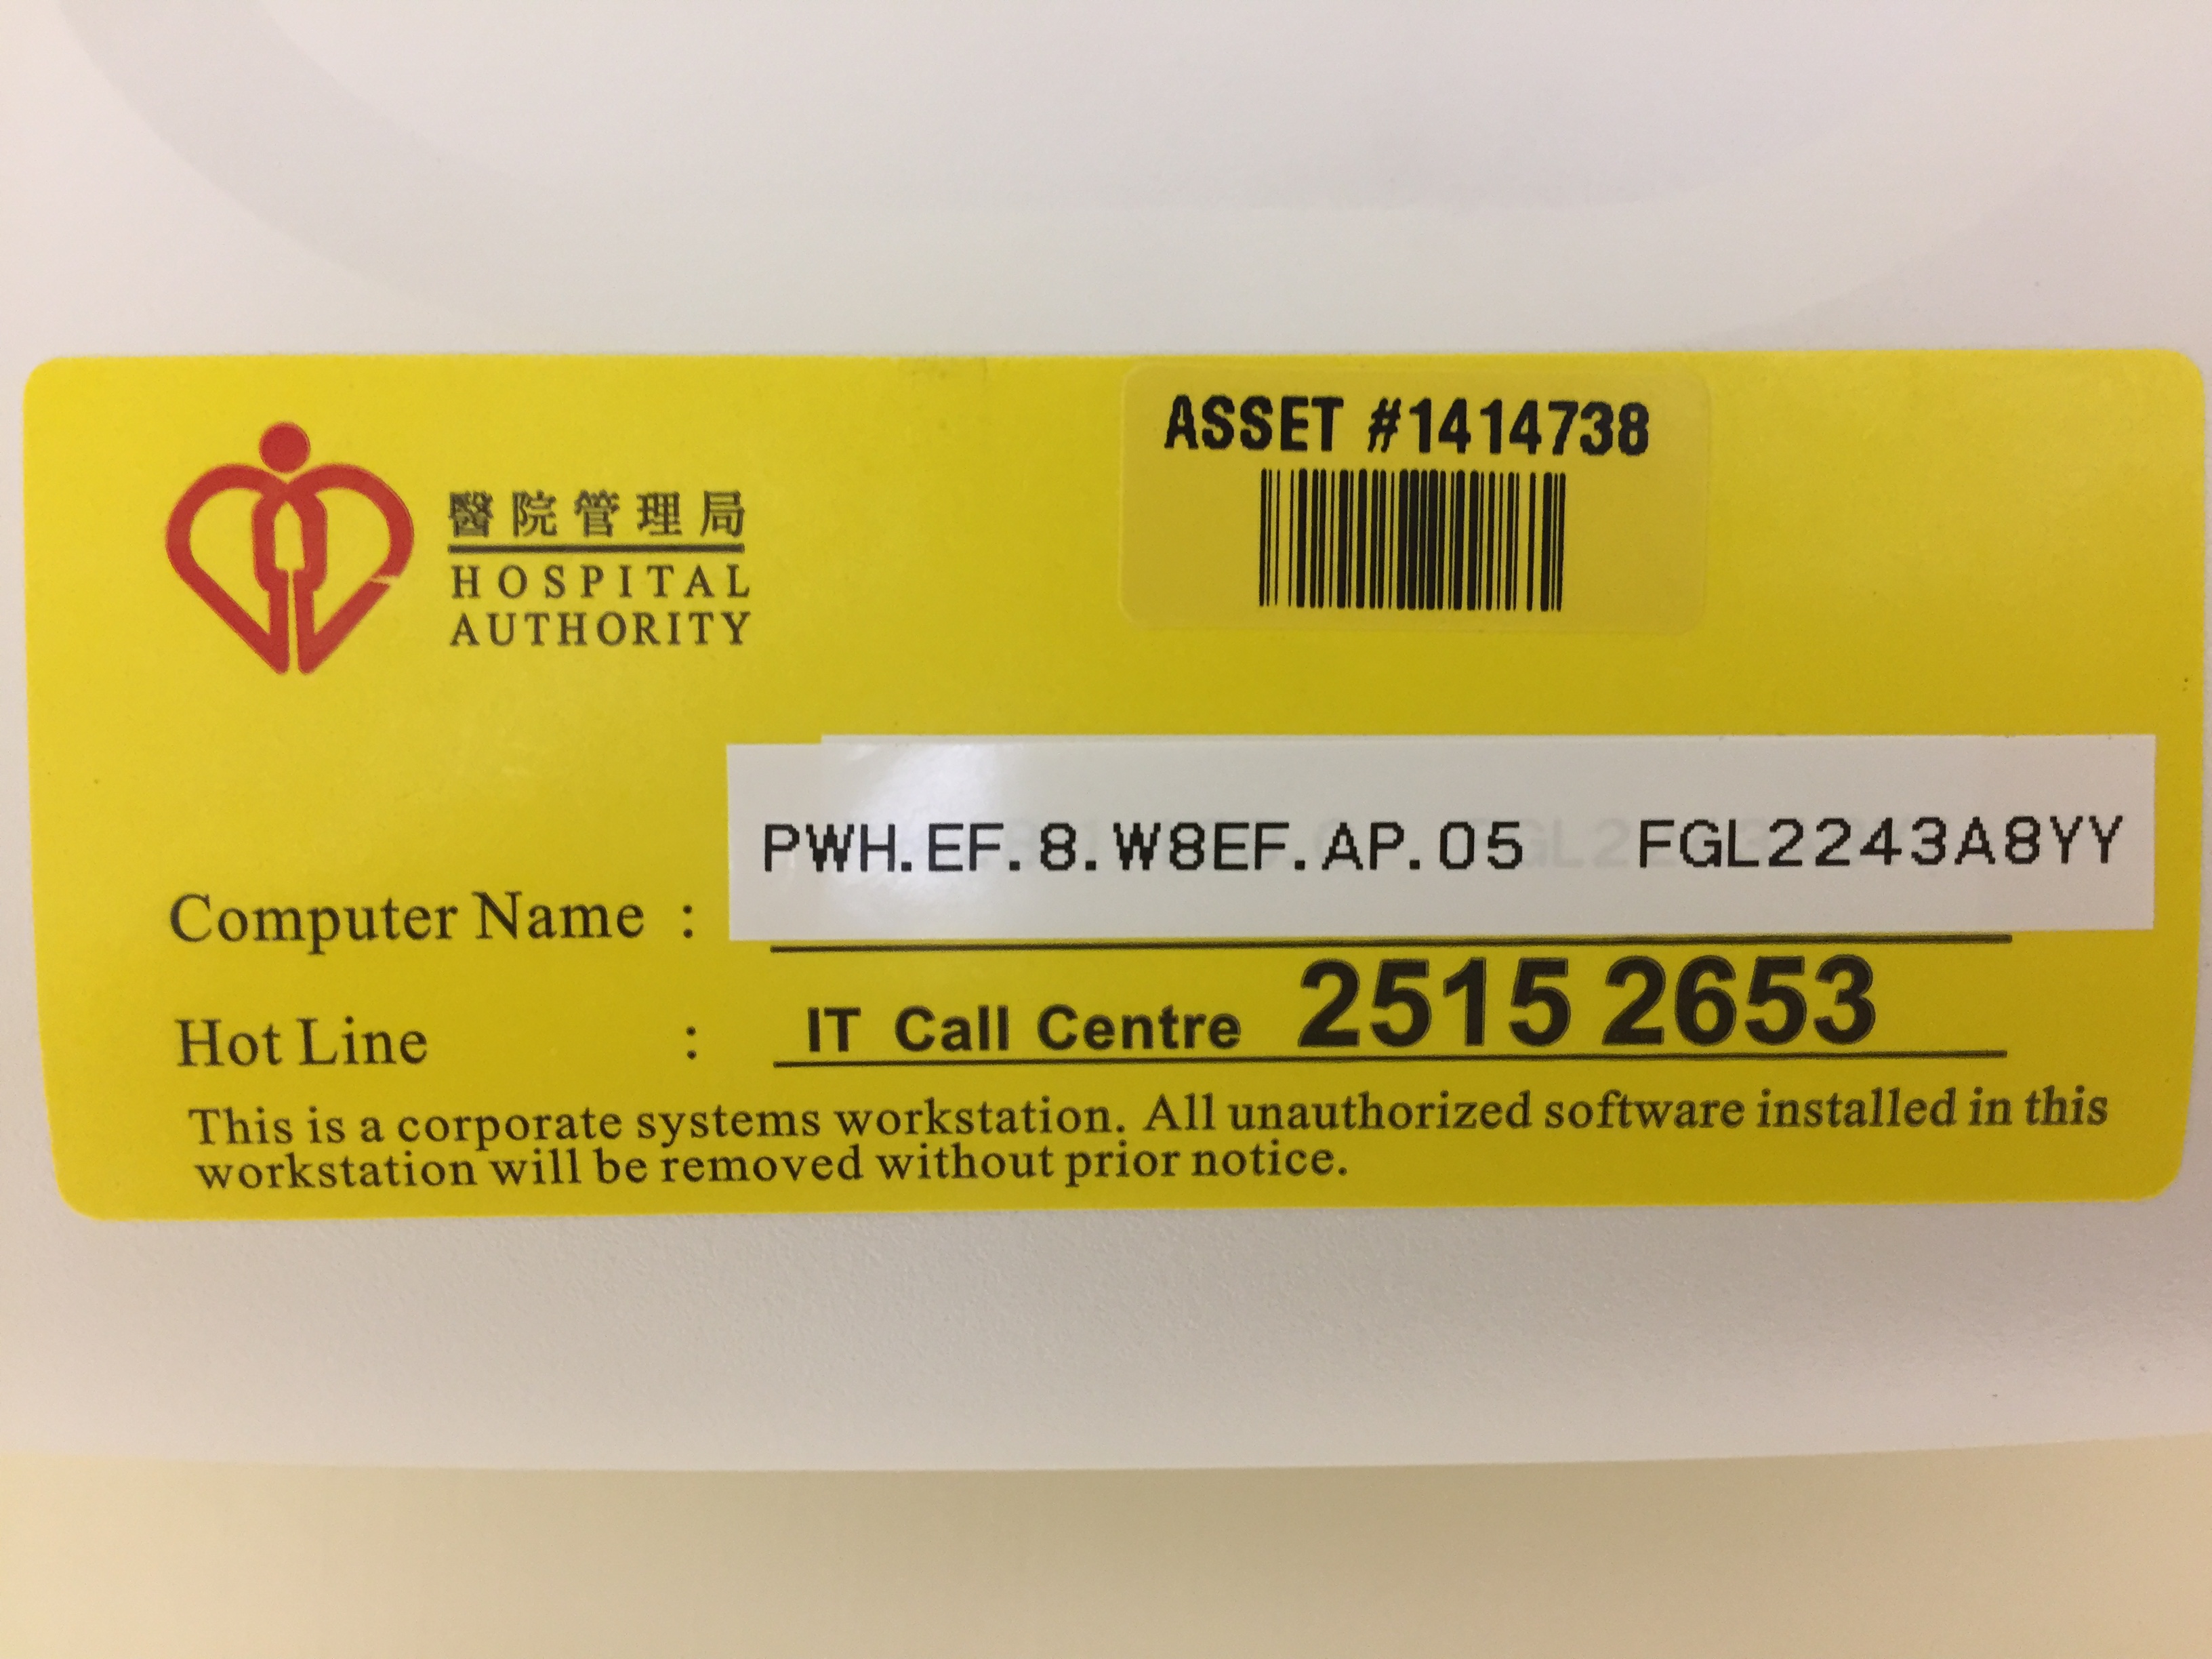 醫院管理局
HOSPITAL
AUTHORITY
ASSET #1414738
PWH.EF.8.W8EF.AP.05 FGL2243A8YY
Computer Name :
Hot Line : IT Call Centre 2515 2653
This is a corporate systems workstation. All unauthorized software installed in this
workstation will be removed without prior notice.